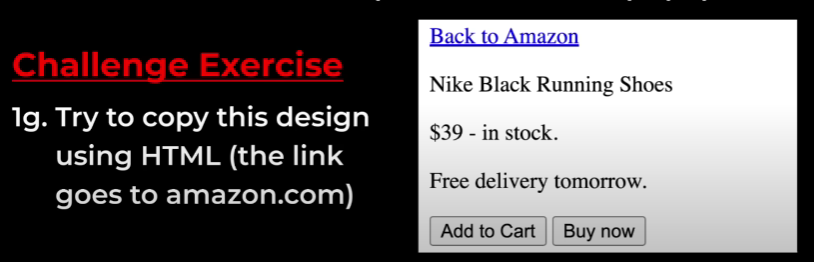 Challenge Exercise
1g. Try to copy this design
using HTML (the link
goes to amazon.com)
Back to Amazon
Nike Black Running Shoes
$39 - in stock.
Free delivery tomorrow.
Add to Cart Buy now